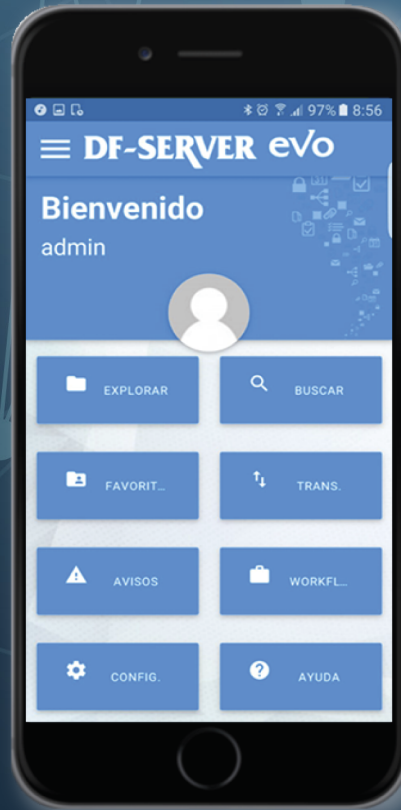 97% 8:56
DF-SERVER evo
Bienvenido
admin
EXPLORAR
BUSCAR
FAVORIT...
TRANS.
AVISOS
WORKFL...
CONFIG.
AYUDA